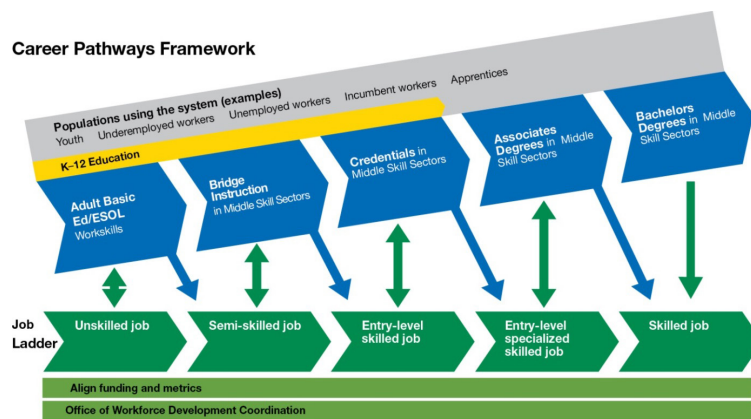 Career Pathways Framework
Populations using the system (examples)
Youth Underemployed workers Unemployed workers Incumbent workers Apprentices
K–12 Education
Adult Basic
Ed/ESOL
Workskills
Bridge
Instruction
in Middle Skill Sectors
Credentials in
Middle Skill Sectors
Associates
Degrees in Middle
Skill Sectors
Bachelors
Degrees in Middle
Skill Sectors
Job
Ladder
Unskilled job
Semi-skilled job
Entry-level
skilled job
Entry-level
specialized
skilled job
Skilled job
Align funding and metrics
Office of Workforce Development Coordination